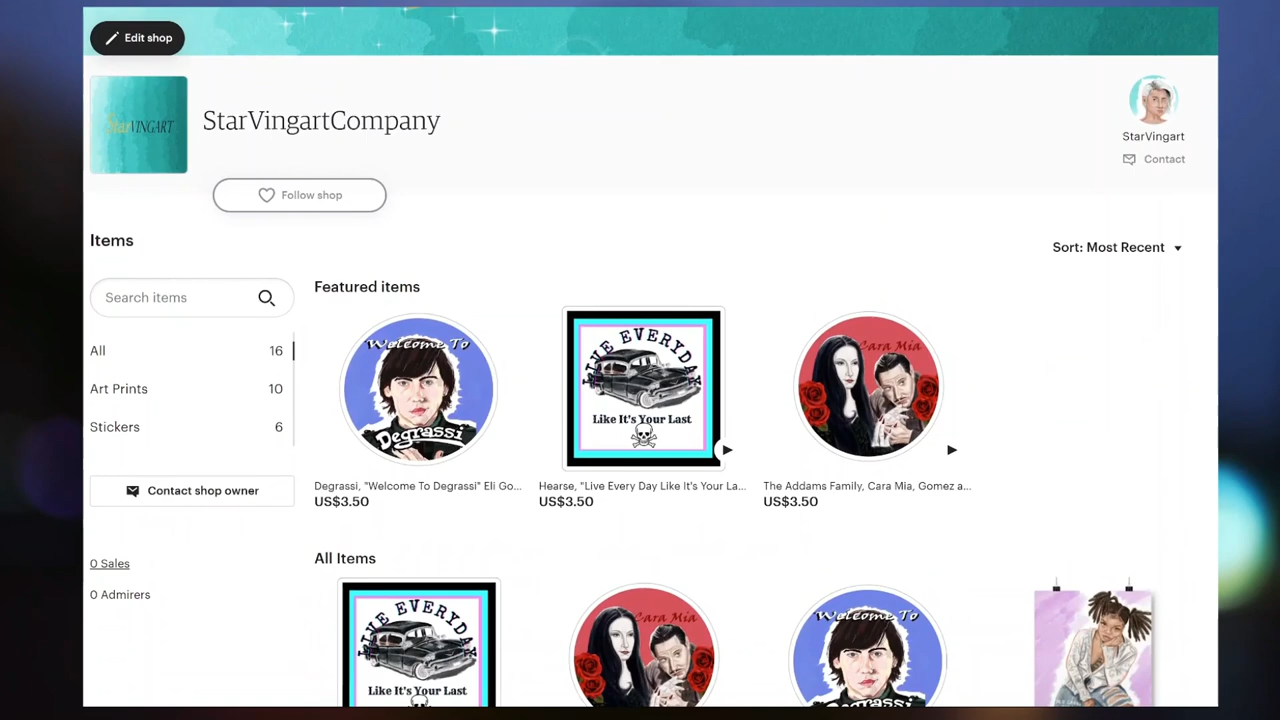 Edit shop
StarVINGART
StarVingartCompany
StarVingart
Contact
Follow shop
Items
Sort: Most Recent
Search items
Featured items
All 16
Art Prints 10
Stickers 6
Welcome To
Degrassi
LIVE EVERYDAY
Like It's Your Last
Cara Mia
Contact shop owner
Degrassi, "Welcome To Degrassi" Eli Go...
US$3.50
Hearse, "Live Every Day Like It's Your La...
US$3.50
The Addams Family, Cara Mia, Gomez a...
US$3.50
0 Sales
0 Admirers
All Items
LIVE EVERYDAY
Like It's Your Last
Cara Mia
Welcome To
Degrassi